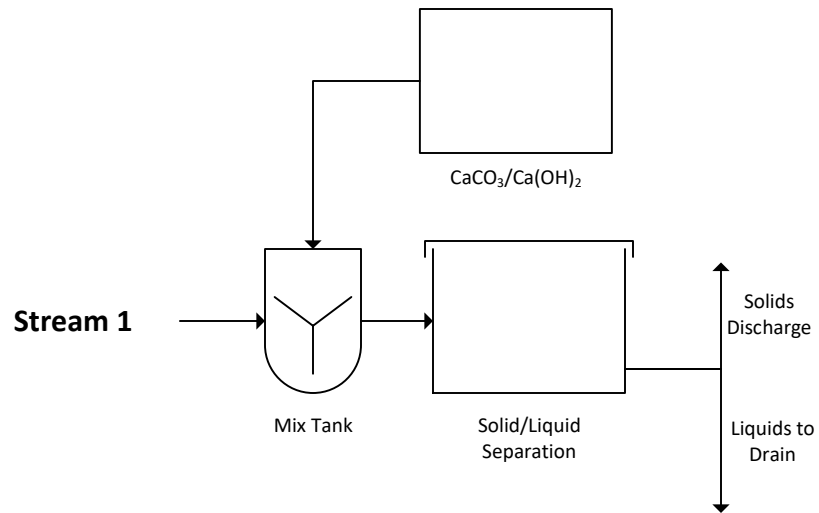 CaCO₃/Ca(OH)₂
Stream 1
Solids
Discharge
Mix Tank
Solid/Liquid
Separation
Liquids to
Drain